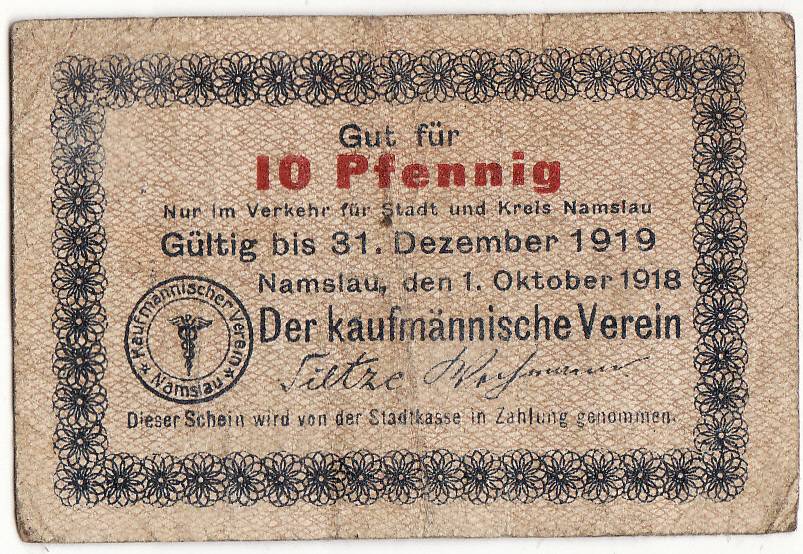 Gut für
10 Pfennig
Nur im Verkehr für Stadt und Kreis Namslau
Gültig bis 31. Dezember 1919
Namslau, den 1. Oktober 1918
Der kaufmännische Verein
Kaufmännischer Verein
* Namslau *
Tiltze
Dieser Schein wird von der Stadtkasse in Zahlung genommen.